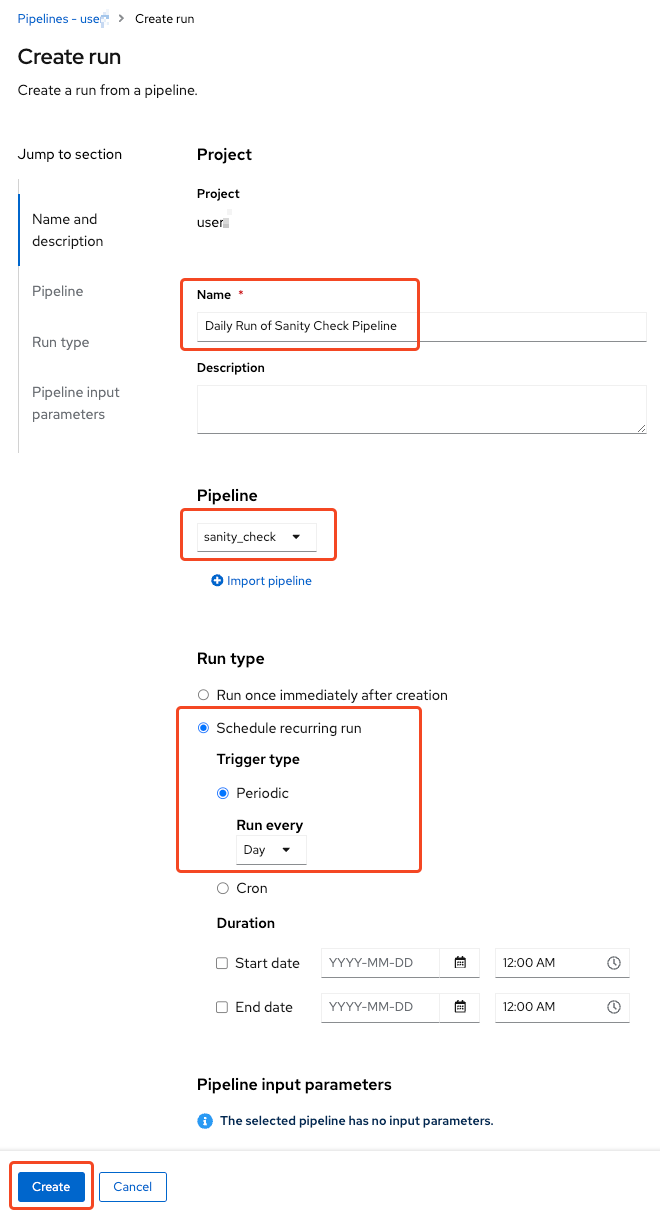 Pipelines - user > Create run
Create run
Create a run from a pipeline.
Jump to section
Name and
description
Pipeline
Run type
Pipeline input
parameters
Project
Project
user
Name *
Daily Run of Sanity Check Pipeline
Description
Pipeline
sanity_check
Import pipeline
Run type
Run once immediately after creation
Schedule recurring run
Trigger type
Periodic
Run every
Day
Cron
Duration
Start date YYYY-MM-DD 12:00 AM
End date YYYY-MM-DD 12:00 AM
Pipeline input parameters
The selected pipeline has no input parameters.
Create Cancel